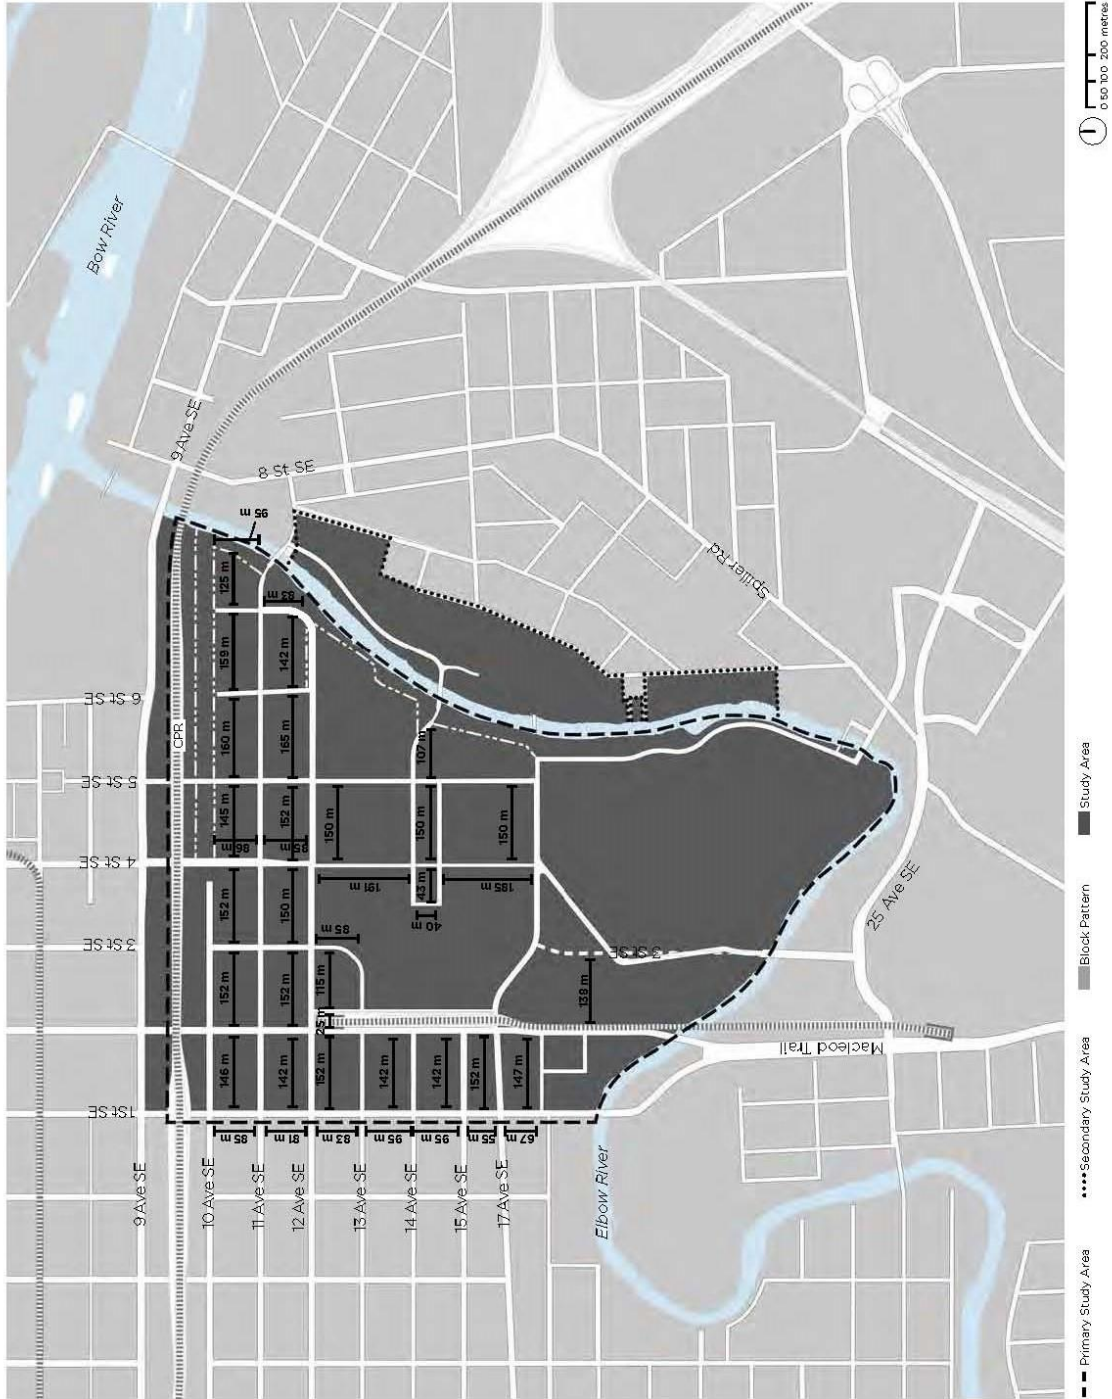 Bow River
9 Ave SE
8 St SE
95 m
125 m
93 m
159 m
142 m
6 St SE
CPR
160 m
165 m
107 m
Spiller Rd
5 St SE
145 m
152 m
150 m
150 m
150 m
86 m
4 St SE
152 m
150 m
191 m
43 m
185 m
40 m
85 m
3 St SE
3 St SE
152 m
152 m
115 m
138 m
25 m
25 Ave SE
Macleod Trail
146 m
142 m
152 m
142 m
142 m
152 m
147 m
1 St SE
85 m
81 m
83 m
95 m
95 m
55 m
67 m
9 Ave SE
10 Ave SE
11 Ave SE
12 Ave SE
13 Ave SE
14 Ave SE
15 Ave SE
17 Ave SE
Elbow River
Primary Study Area
Secondary Study Area
Block Pattern
Study Area
0 50 100 200 metres